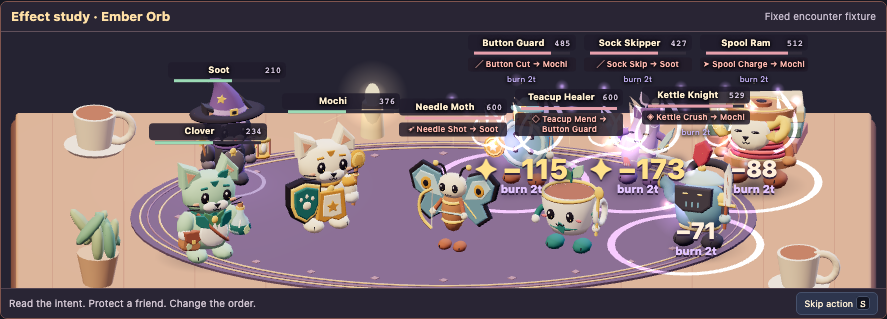 Effect study · Ember Orb
Fixed encounter fixture
Button Guard 485
Button Cut → Mochi
burn 2t
Sock Skipper 427
Sock Skip → Soot
burn 2t
Spool Ram 512
Spool Charge → Mochi
burn 2t
Soot 210
Mochi 376
Needle Moth 600
Needle Shot → Soot
Teacup Healer 600
Teacup Mend →
Button Guard
Kettle Knight 529
Kettle Crush → Mochi
burn 2t
Clover 234
-115
burn 2t
-173
burn 2t
-88
burn 2t
-71
burn 2t
Read the intent. Protect a friend. Change the order.
Skip action S